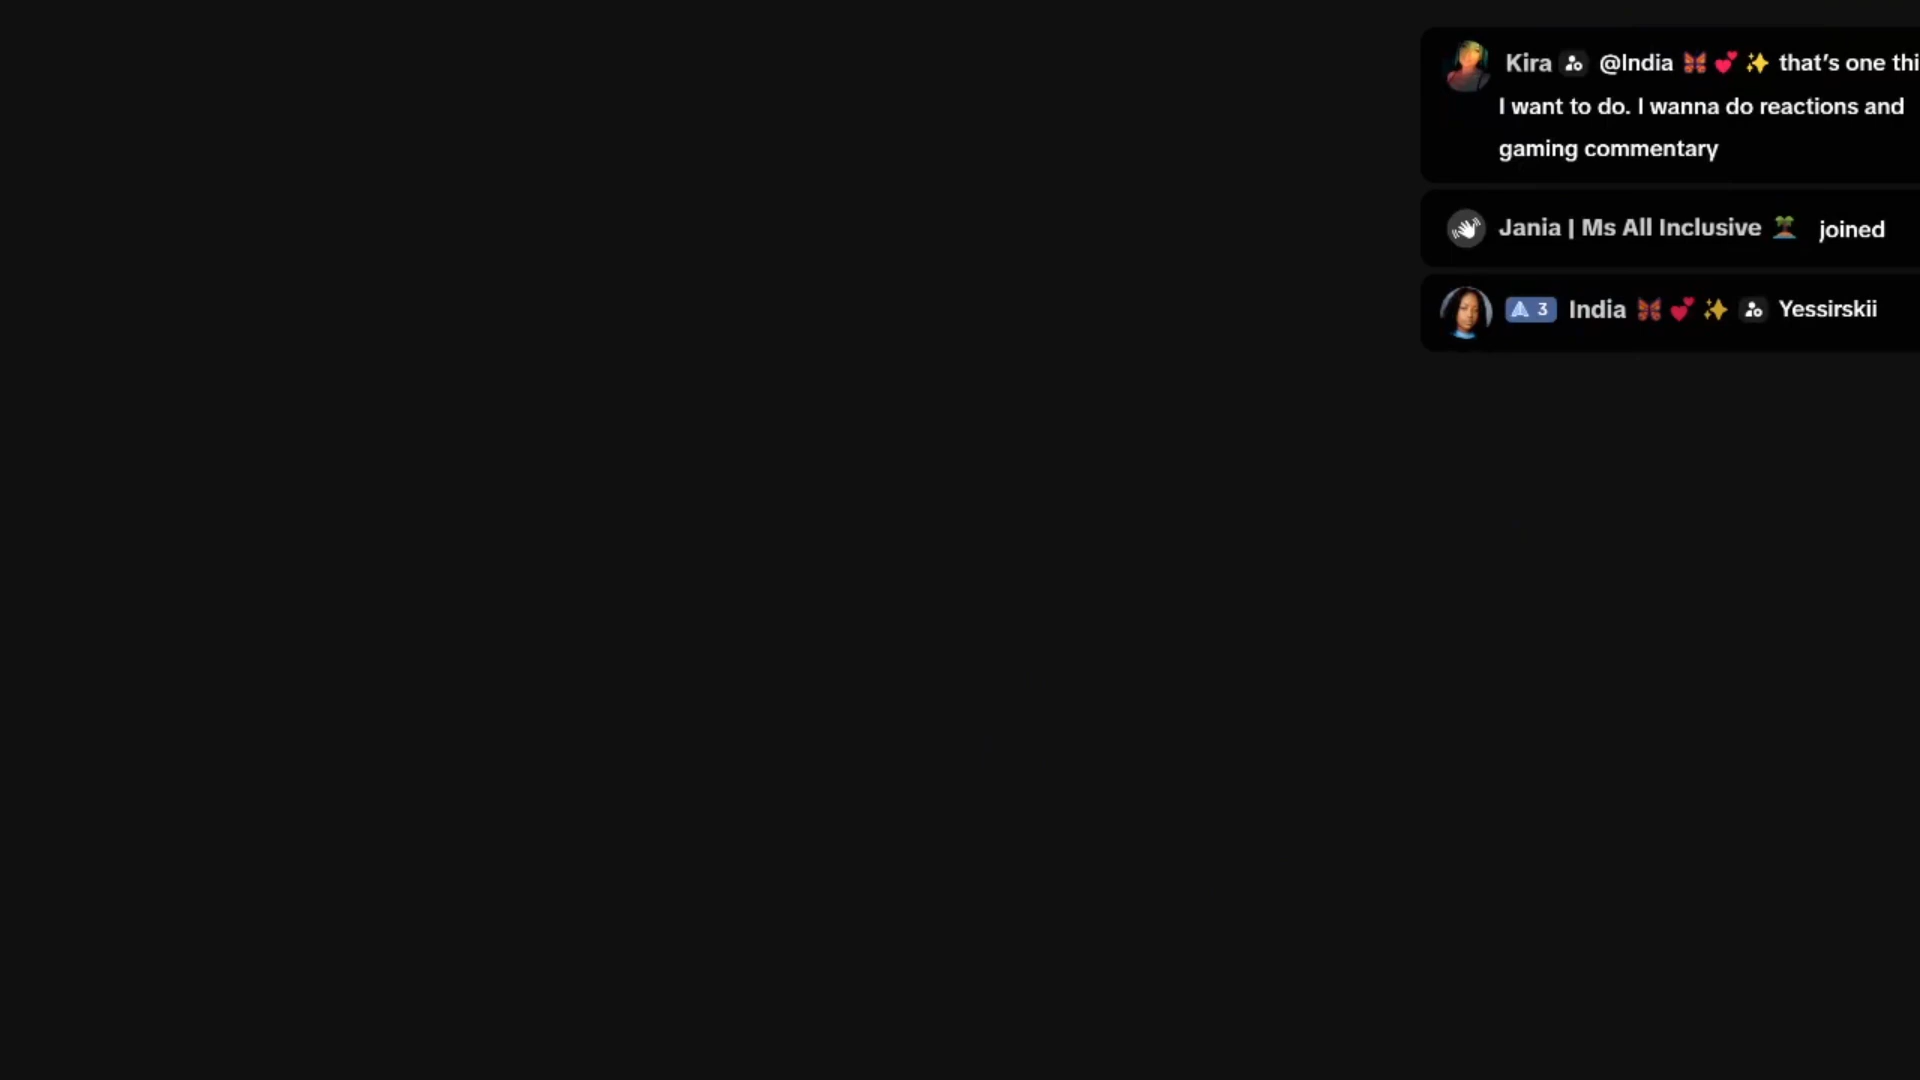 Kira @India 🦋 💕 ✨ that's one thi
I want to do. I wanna do reactions and
gaming commentary
Jania | Ms All Inclusive 🏝️ joined
3 India 🦋 💕 ✨ Yessirskii